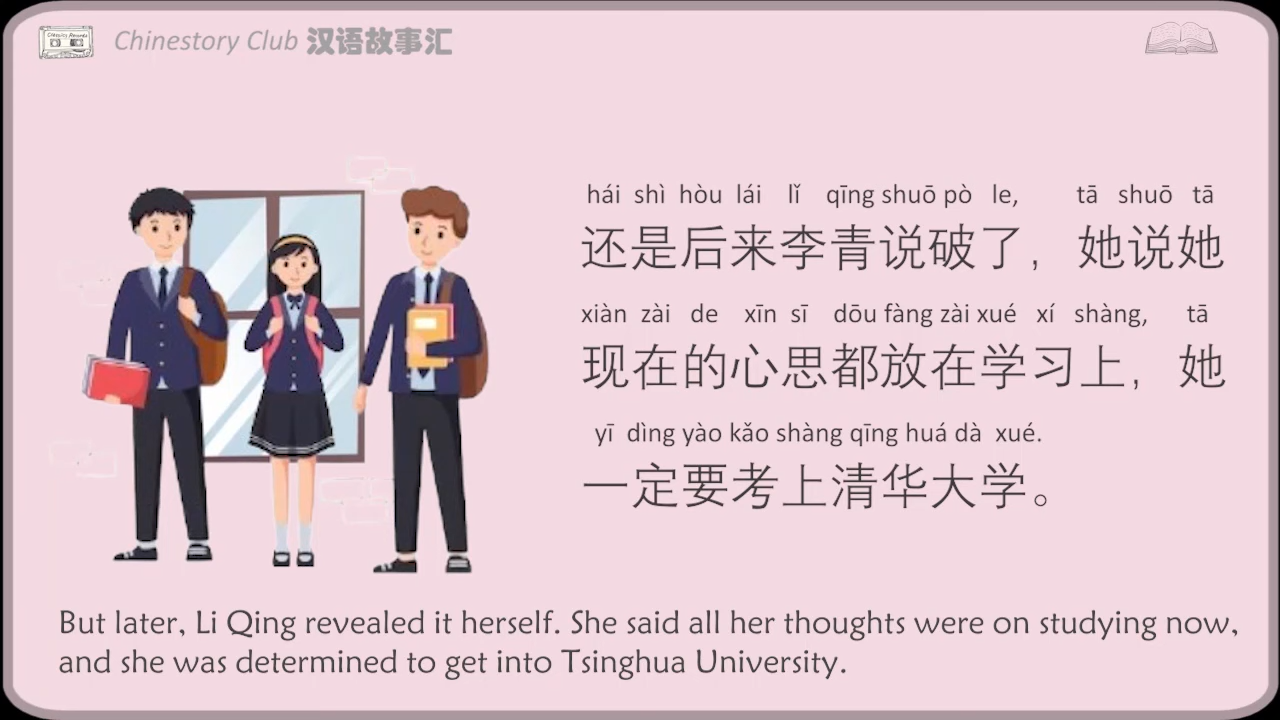 Classics Records
Chinestory Club 汉语故事汇
hái shì hòu lái lǐ qīng shuō pò le, tā shuō tā
还是后来李青说破了，她说她
xiàn zài de xīn sī dōu fàng zài xué xí shàng, tā
现在的心思都放在学习上，她
yī dìng yào kǎo shàng qīng huá dà xué.
一定要考上清华大学。
But later, Li Qing revealed it herself. She said all her thoughts were on studying now,
and she was determined to get into Tsinghua University.